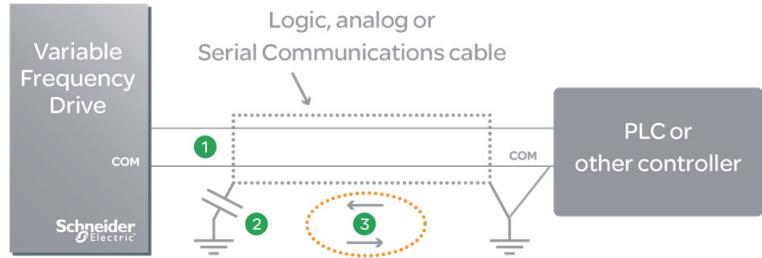 Logic, analog or
Serial Communications cable
Variable
Frequency
Drive
COM
Schneider
Electric
1
2
3
COM
PLC or
other controller